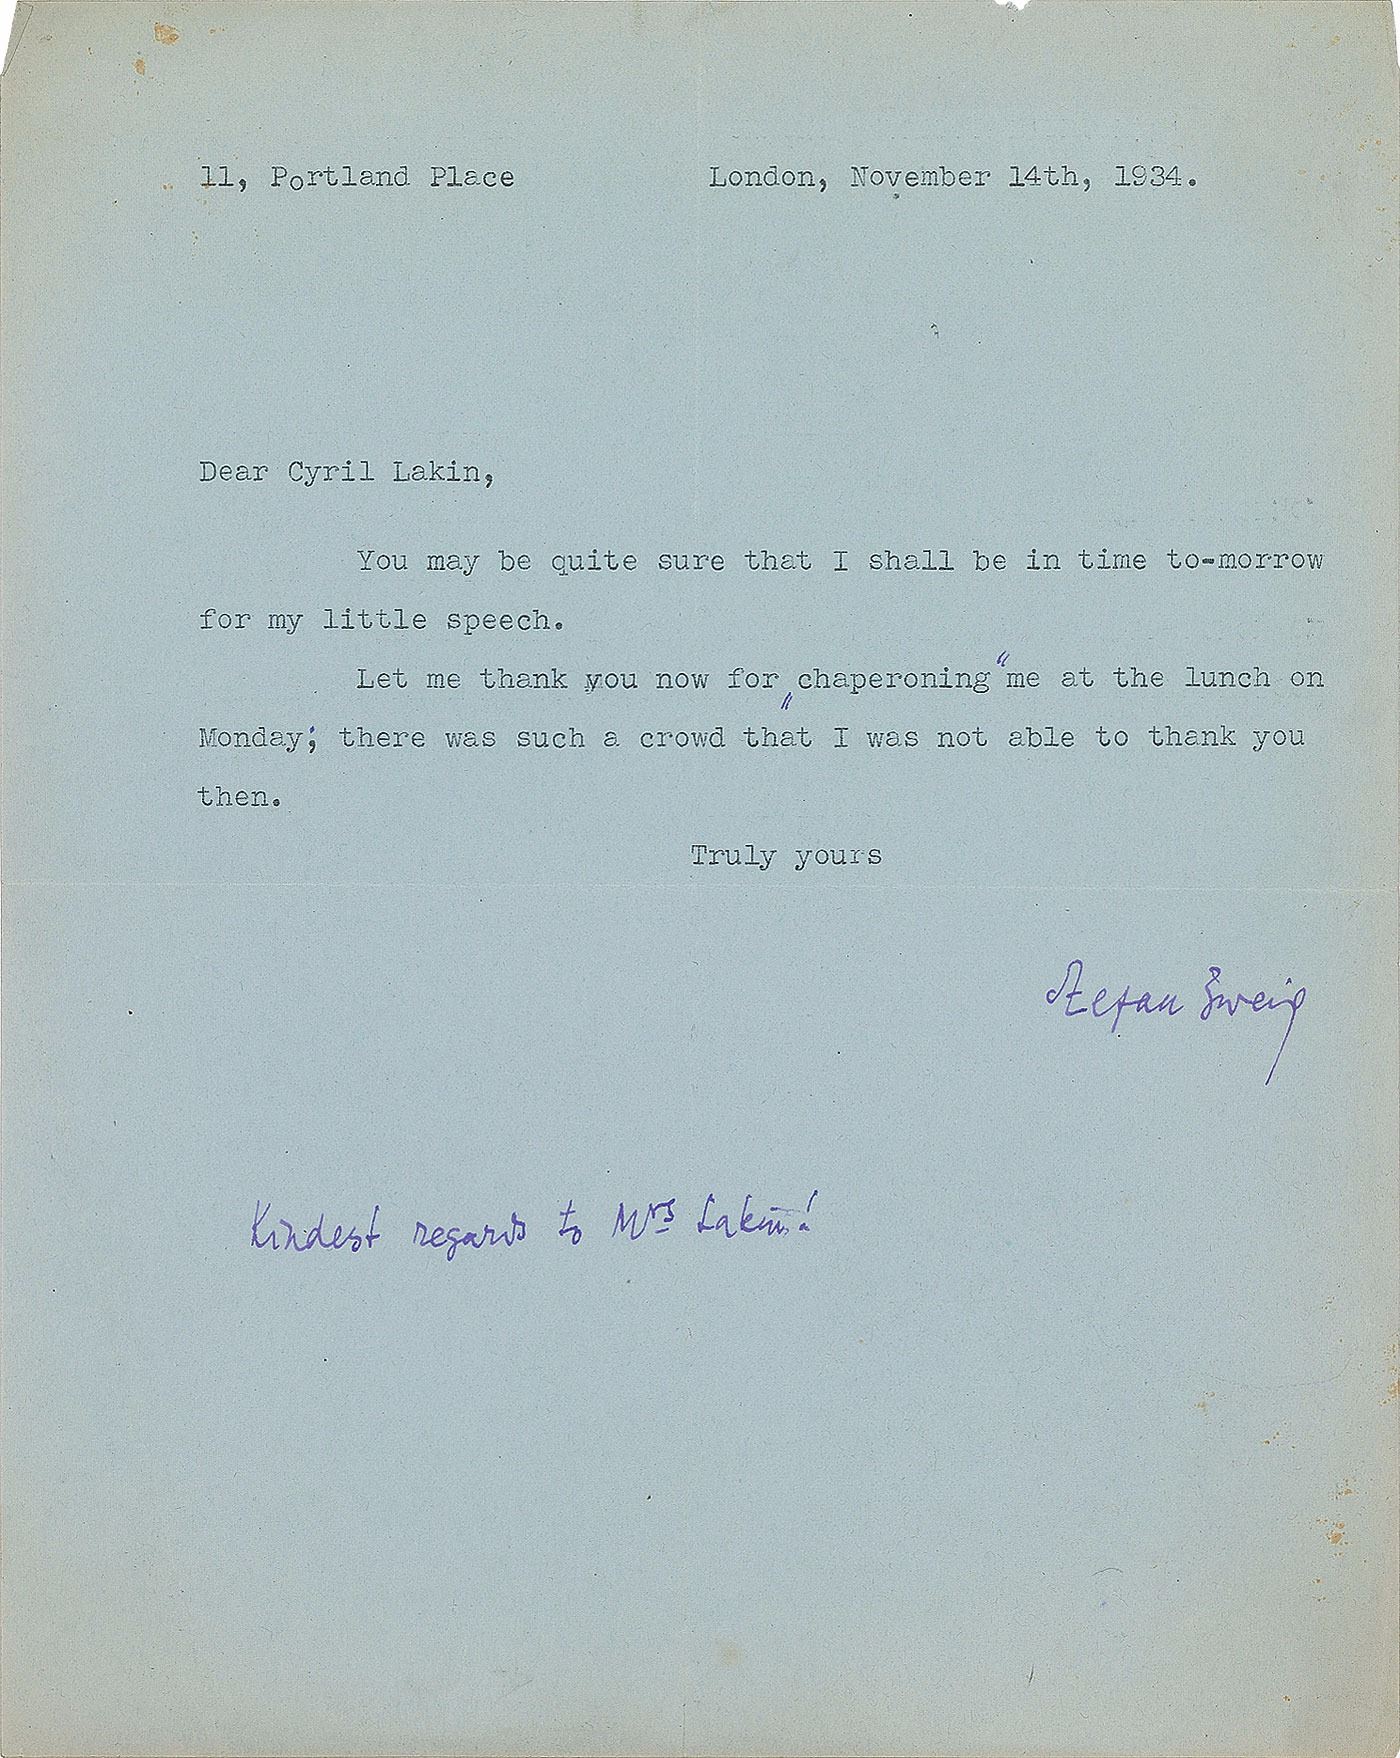 11, Portland Place London, November 14th, 1934.
Dear Cyril Lakin,
You may be quite sure that I shall be in time to-morrow
for my little speech.
Let me thank you now for „chaperoning“ me at the lunch on
Monday; there was such a crowd that I was not able to thank you
then.
Truly yours
Stefan Zweig
Kindest regards to Mrs Lakin!